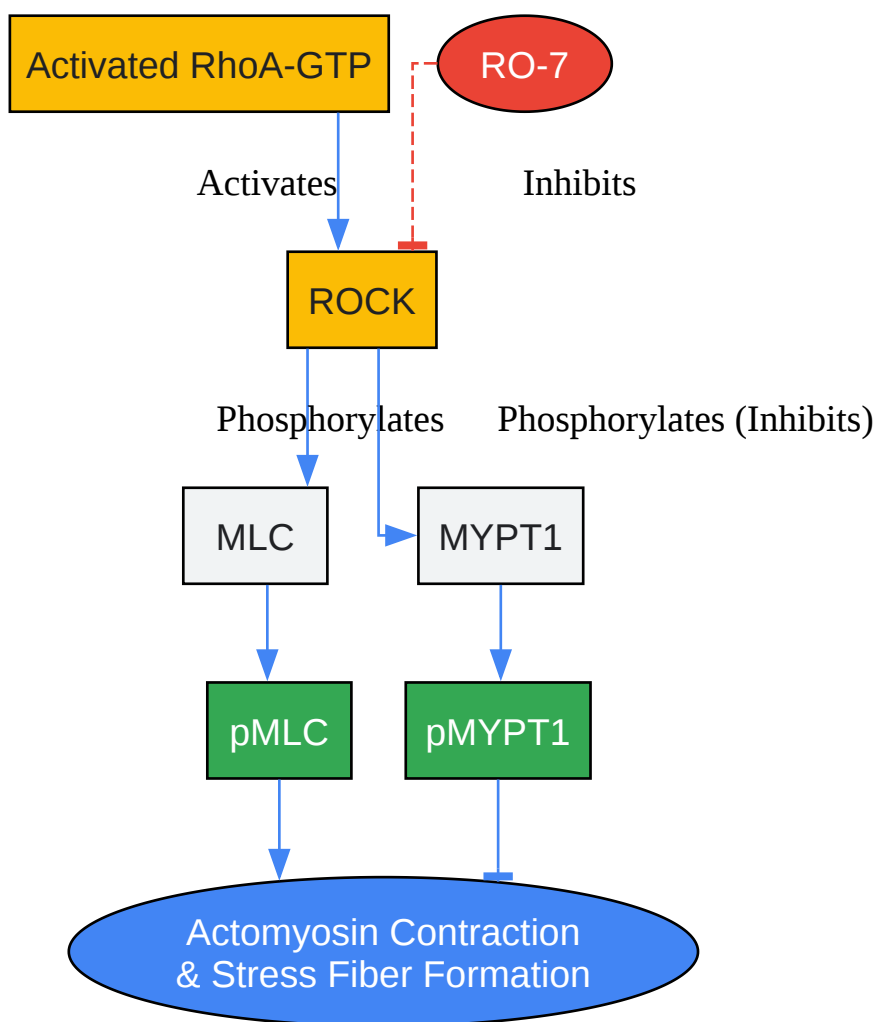 Activated RhoA-GTP
RO-7
Activates
Inhibits
ROCK
Phosphorylates
Phosphorylates (Inhibits)
MLC
MYPT1
pMLC
pMYPT1
Actomyosin Contraction
& Stress Fiber Formation